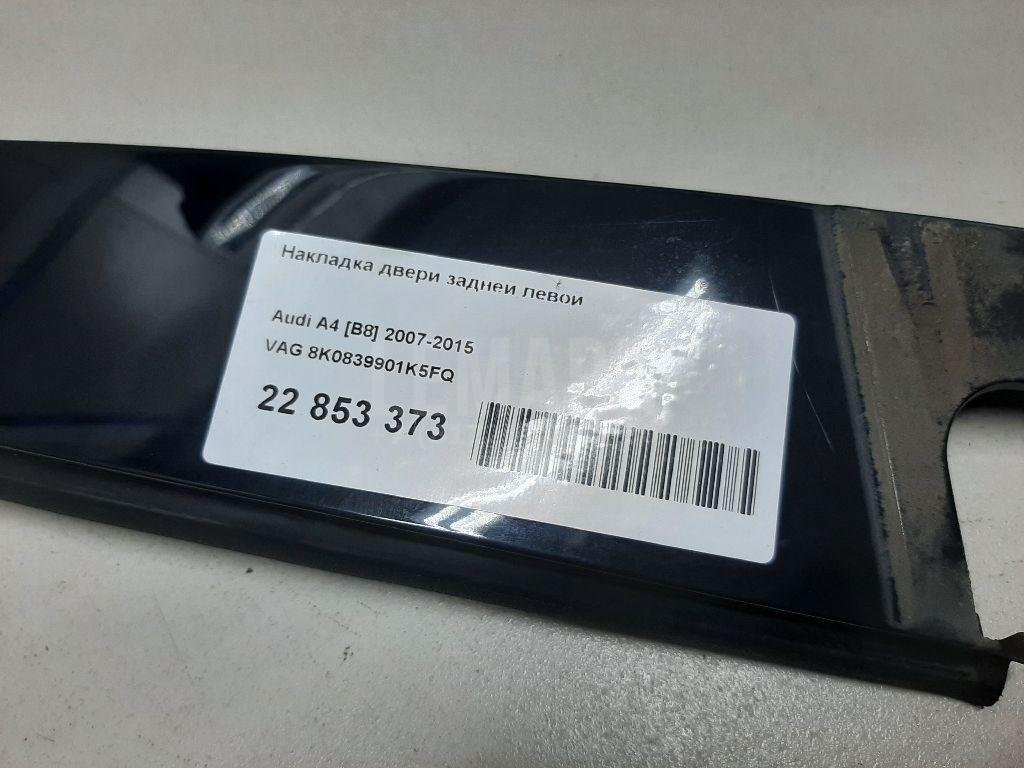 Накладка двери задней левой
Audi A4 [B8] 2007-2015
VAG 8K0839901K5FQ
22 853 373